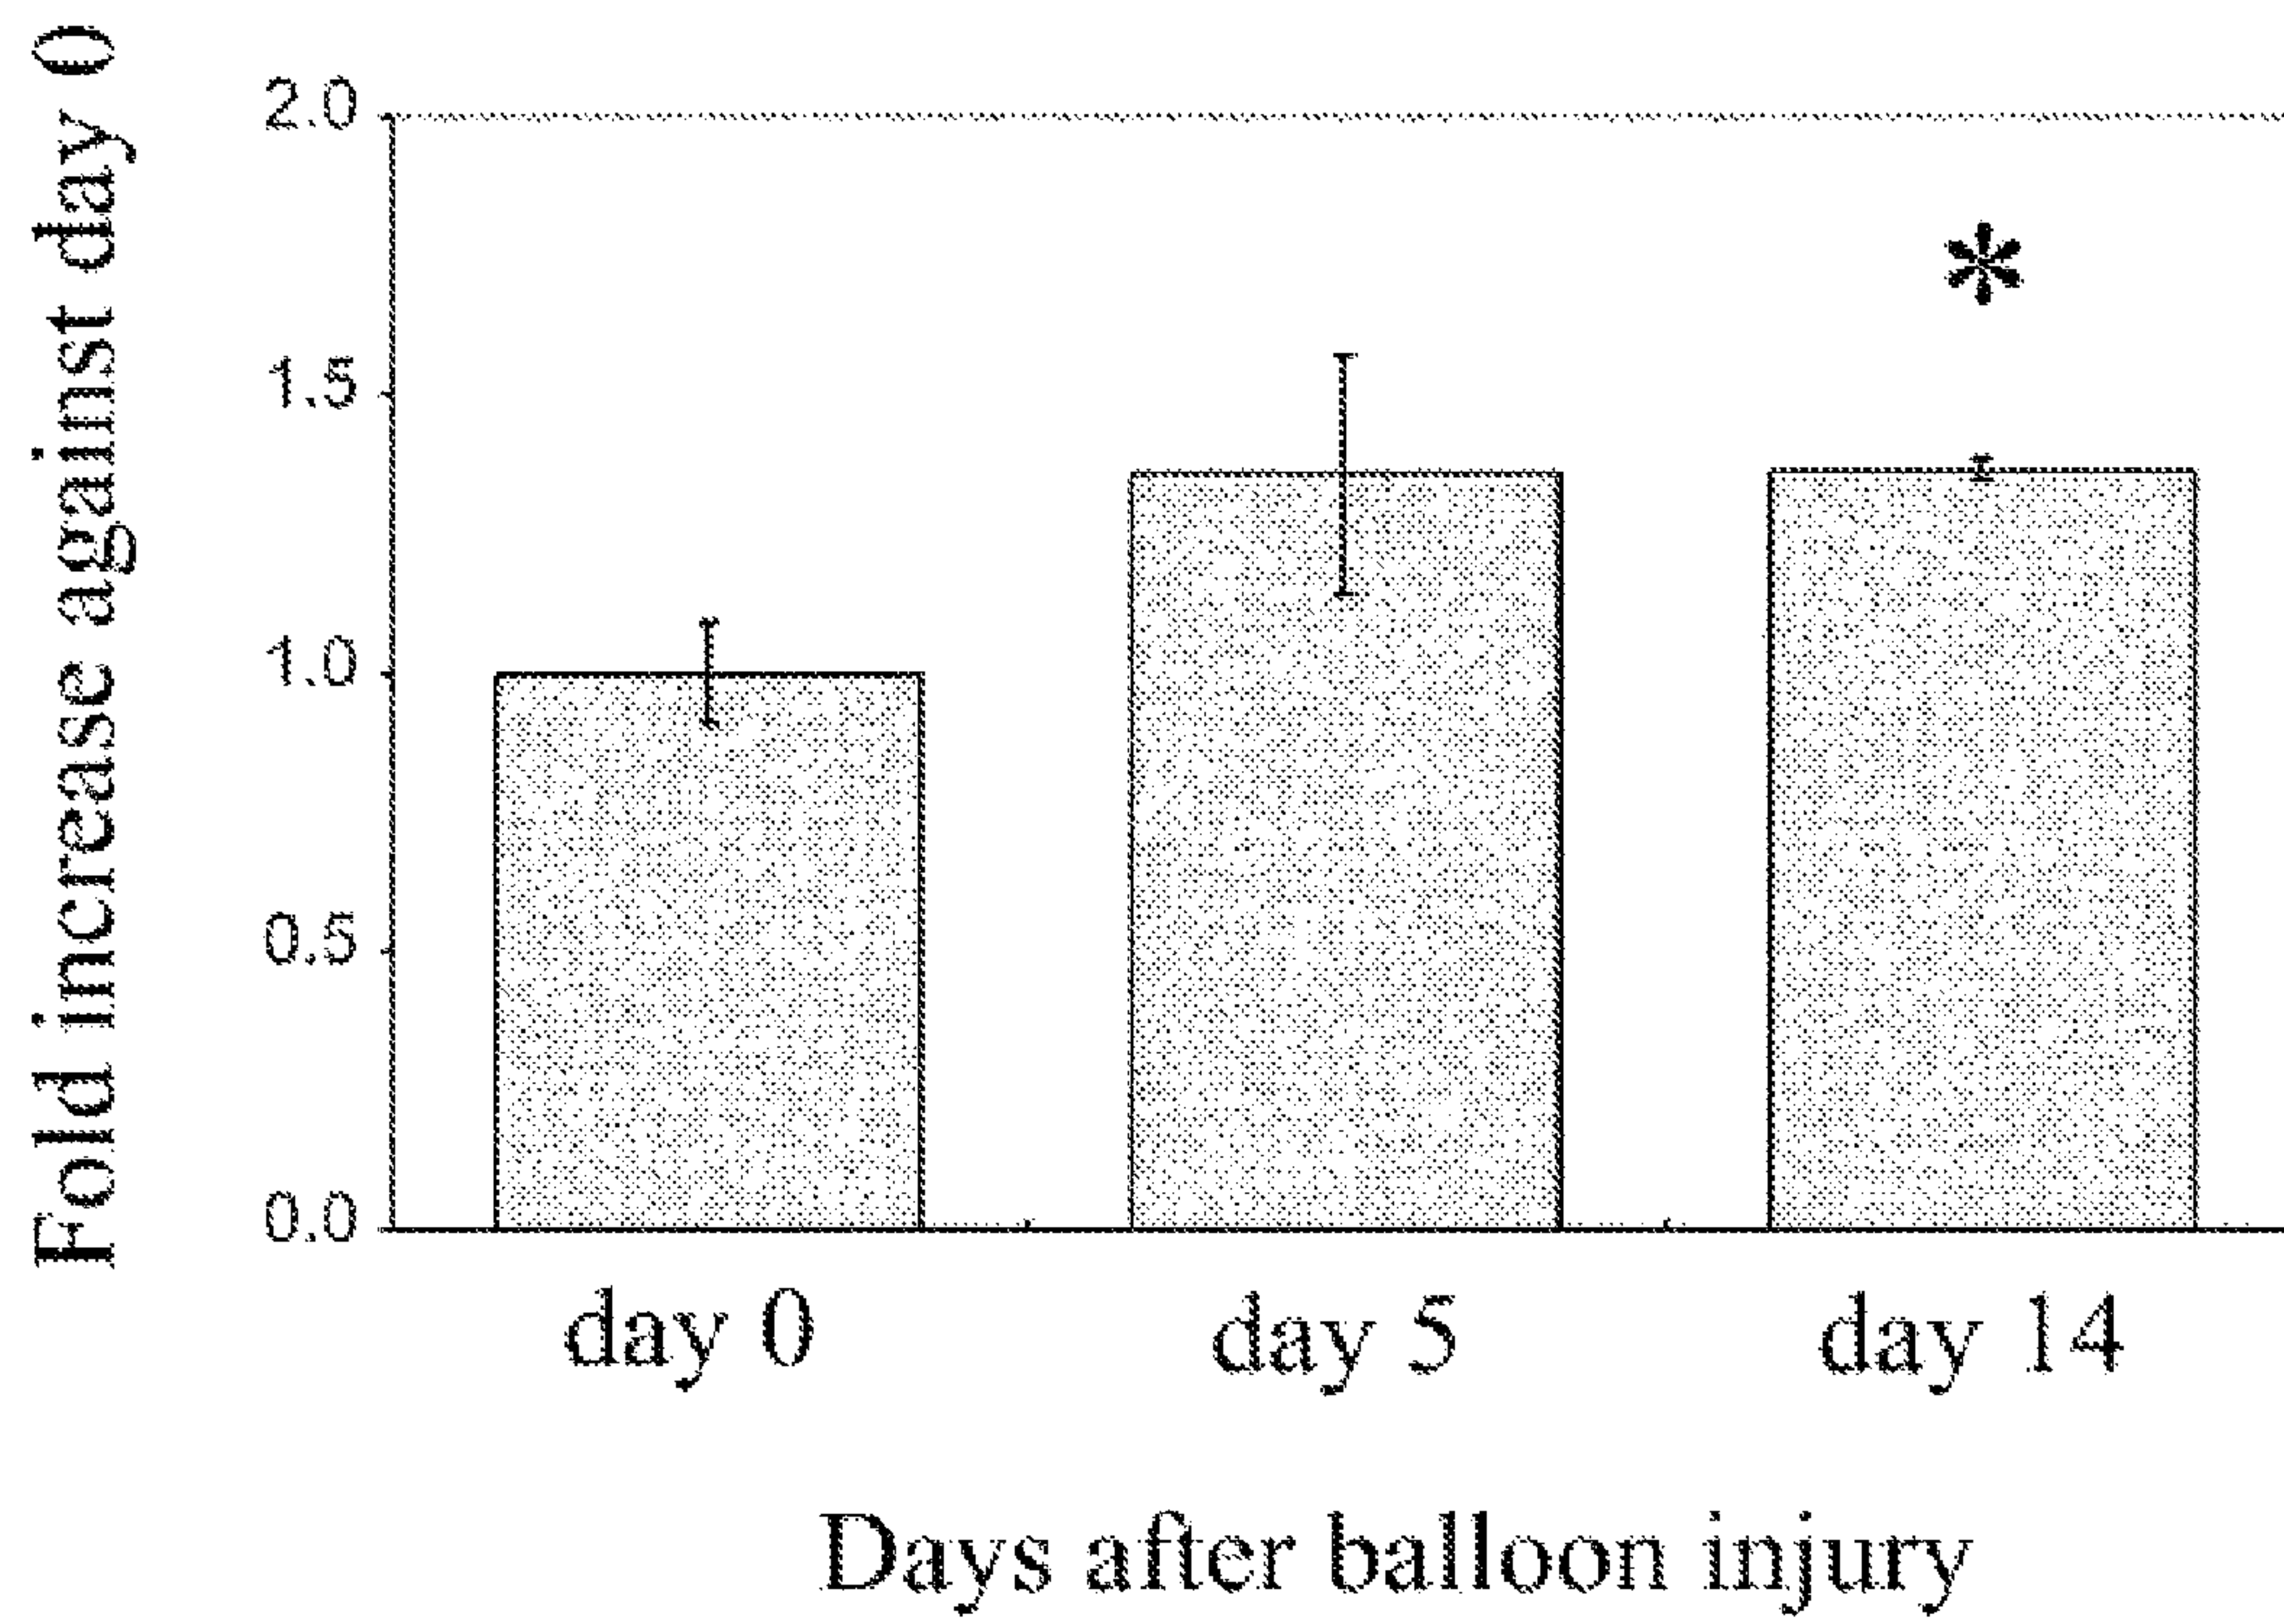 Fold increase against day 0
2.0
*
1.5
1.0
0.5
0.0
day 0 day 5 day 14
Days after balloon injury